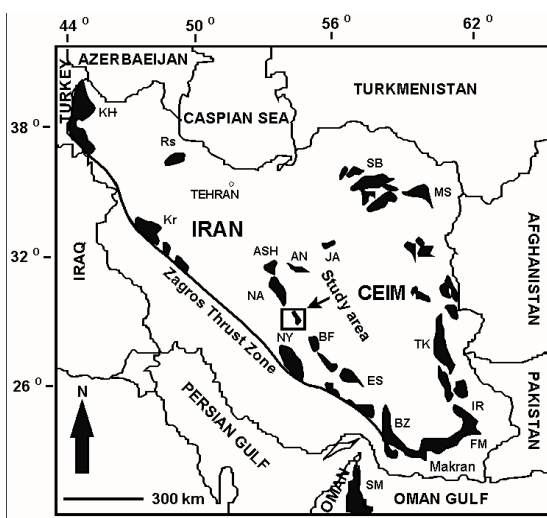 44 o
50 o
56 o
62 o
AZERBAEIJAN
TURKEY
TURKMENISTAN
CASPIAN SEA
KH
38 o
Rs
SB
MS
TEHRAN
Kr
IRAN
AFGHANISTAN
32 o
IRAQ
ASH
AN
JA
NA
Study area
CEIM
Zagros Thrust Zone
NY
BF
TK
26 o
ES
PAKISTAN
N
PERSIAN GULF
BZ
IR
FM
Makran
OMAN
SM
OMAN GULF
300 km